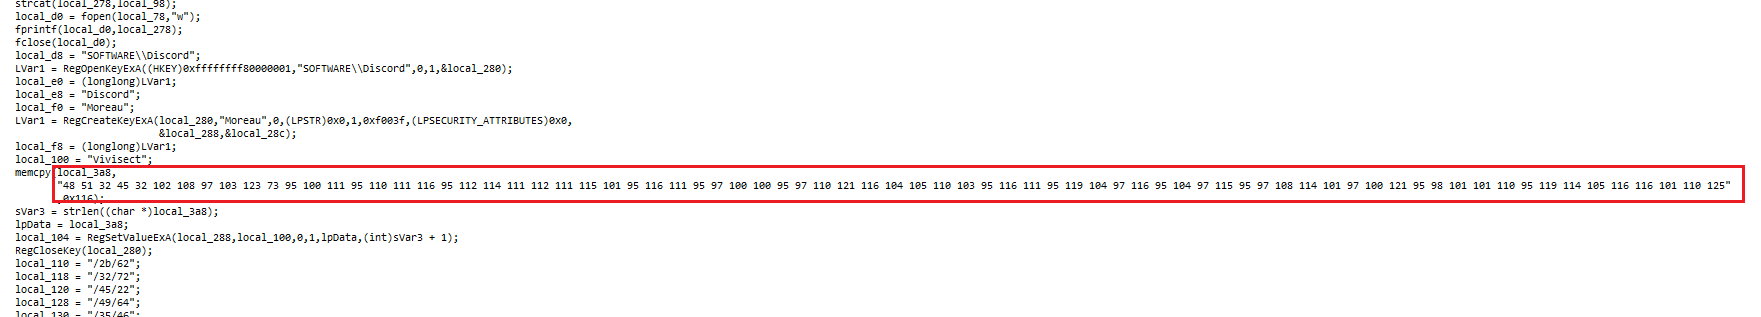 strcat(local_278,local_98);
local_d0 = fopen(local_78,"w");
fprintf(local_d0,local_278);
fclose(local_d0);
local_d8 = "SOFTWARE\\Discord";
LVar1 = RegOpenKeyExA((HKEY)0xffffffff80000001,"SOFTWARE\\Discord",0,1,&local_280);
local_e0 = (longlong)LVar1;
local_e8 = "Discord";
local_f0 = "Moreau";
LVar1 = RegCreateKeyExA(local_280,"Moreau",0,(LPSTR)0x0,1,0xf003f,(LPSECURITY_ATTRIBUTES)0x0,
&local_288,&local_28c);
local_f8 = (longlong)LVar1;
local_100 = "Vivisect";
memcpy(local_3a8,
"48 51 32 45 32 102 108 97 103 123 73 95 100 111 95 110 111 116 95 112 114 111 112 111 115 101 95 116 111 95 97 100 100 95 97 110 121 116 104 105 110 103 95 116 111 95 119 104 97 116 95 104 97 115 95 97 108 114 101 97 100 121 95 98 101 101 110 95 119 114 105 116 116 101 110 125"
,0x116);
sVar3 = strlen((char *)local_3a8);
lpData = local_3a8;
local_104 = RegSetValueExA(local_288,local_100,0,1,lpData,(int)sVar3 + 1);
RegCloseKey(local_280);
local_110 = "/2b/62";
local_118 = "/32/72";
local_120 = "/45/22";
local_128 = "/49/64";
local_130 = "/35/46";